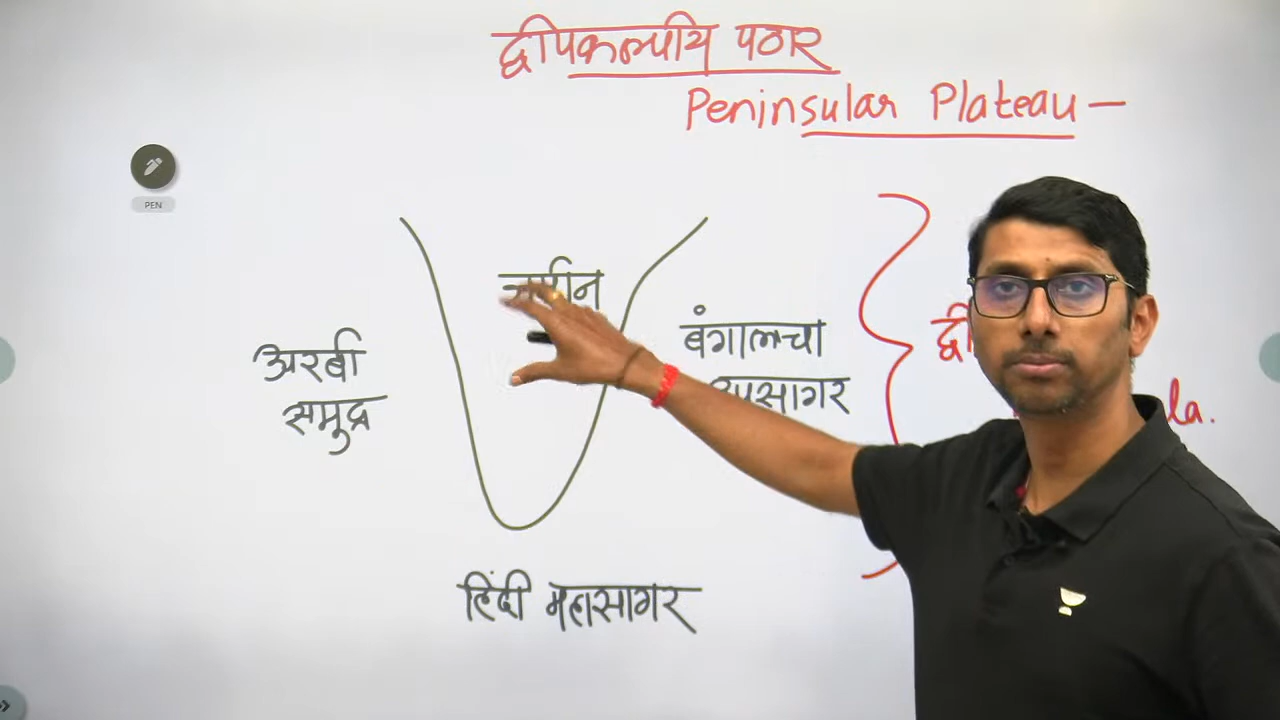 द्वीपकल्पीय पठार
Peninsular Plateau —
PEN
अरबी
समुद्र
बंगालचा
हिंदी महासागर